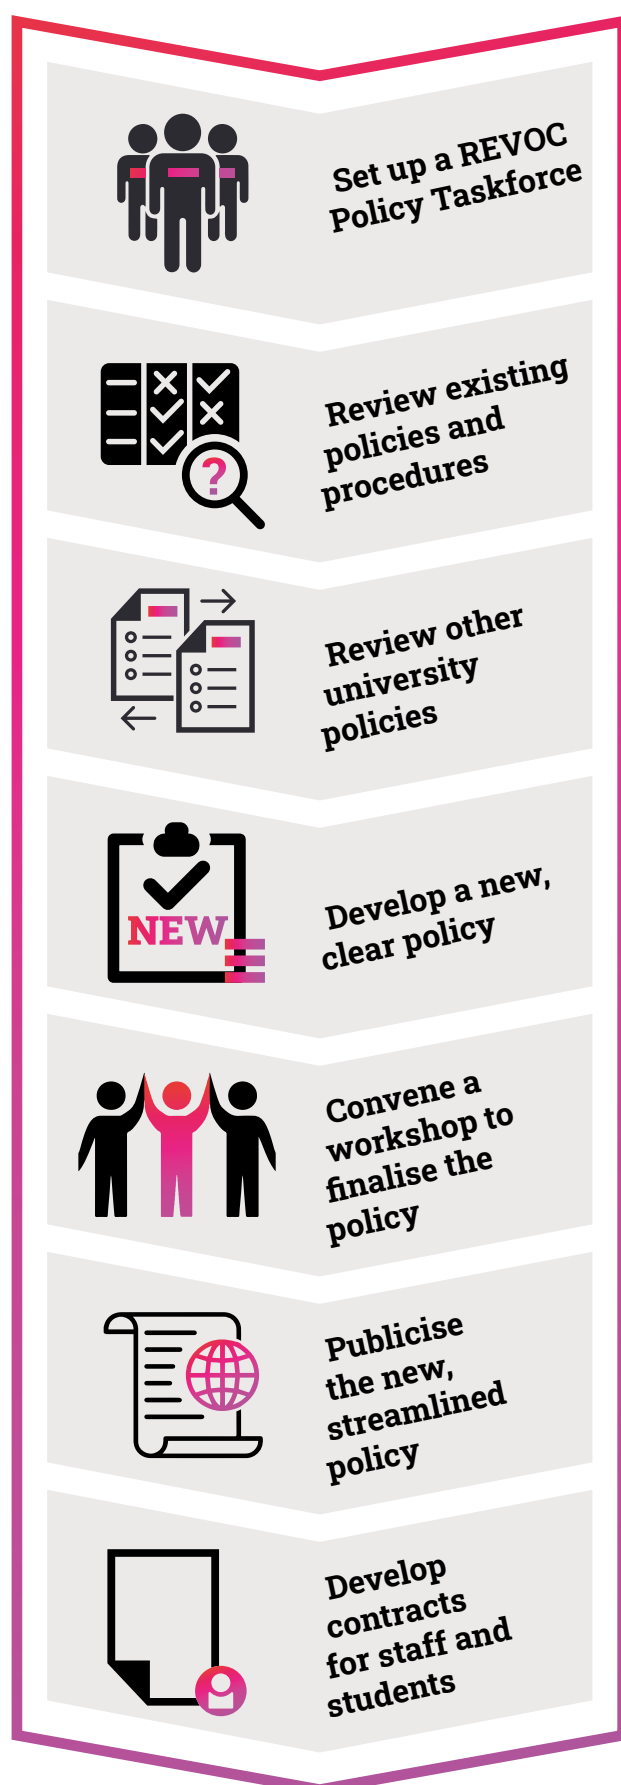 Set up a REVOC
Policy Taskforce
?
Review existing
policies and
procedures
Review other
university
policies
NEW
Develop a new,
clear policy
Convene a
workshop to
finalise the
policy
Publicise
the new,
streamlined
policy
Develop
contracts
for staff and
students